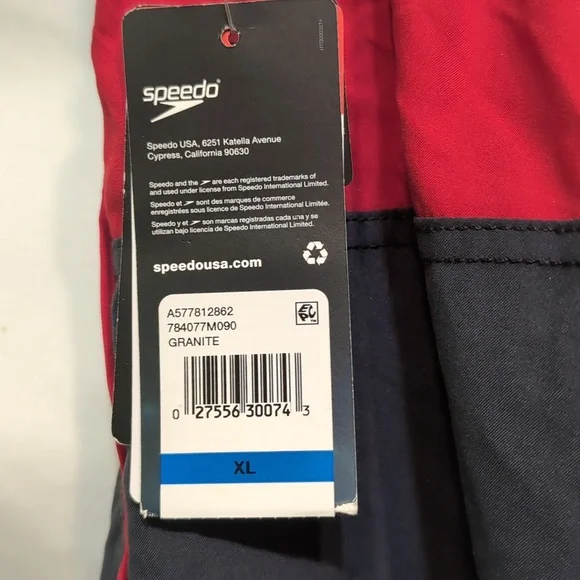 speedo
Speedo USA, 6251 Katella Avenue
Cypress, California 90630
Speedo and the are each registered trademarks of
and used under license from Speedo International Limited.
Speedo et sont des marques de commerce
enregistrées sous licence de Speedo International Limitée.
Speedo y el son marcas registradas cada una y se
utilizan bajo licencia de Speedo International Limited.
speedousa.com
A577812862
784077M090
GRANITE
0 27556 30074 3
XL